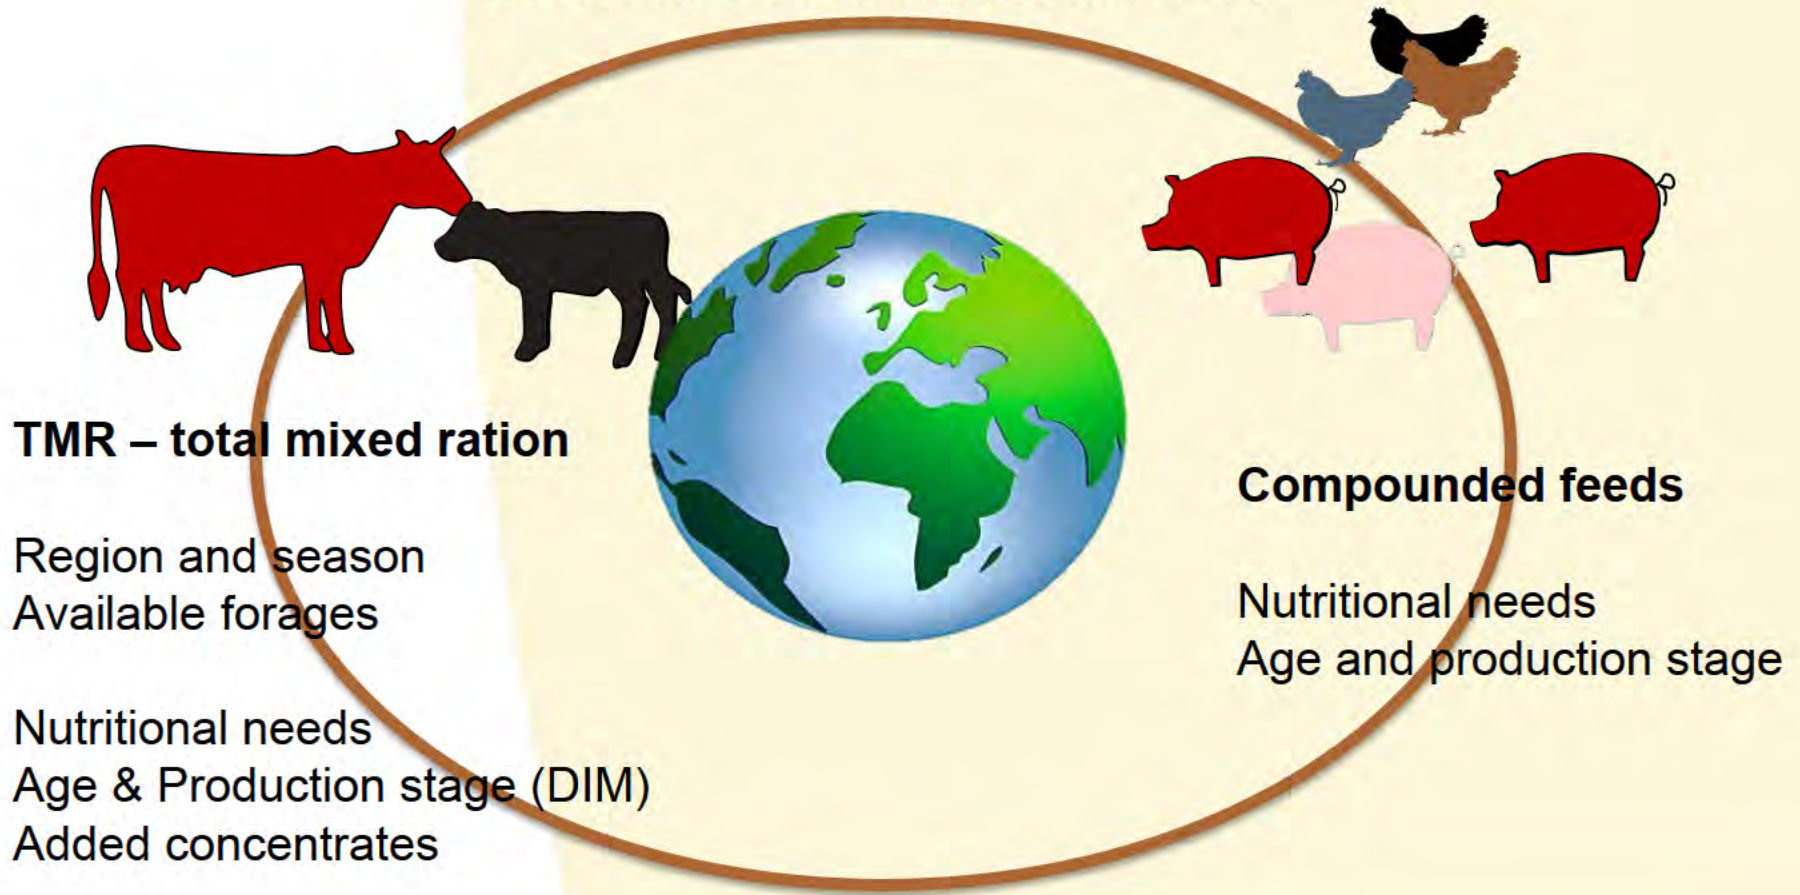 TMR – total mixed ration
Region and season
Available forages
Nutritional needs
Age & Production stage (DIM)
Added concentrates
Compounded feeds
Nutritional needs
Age and production stage